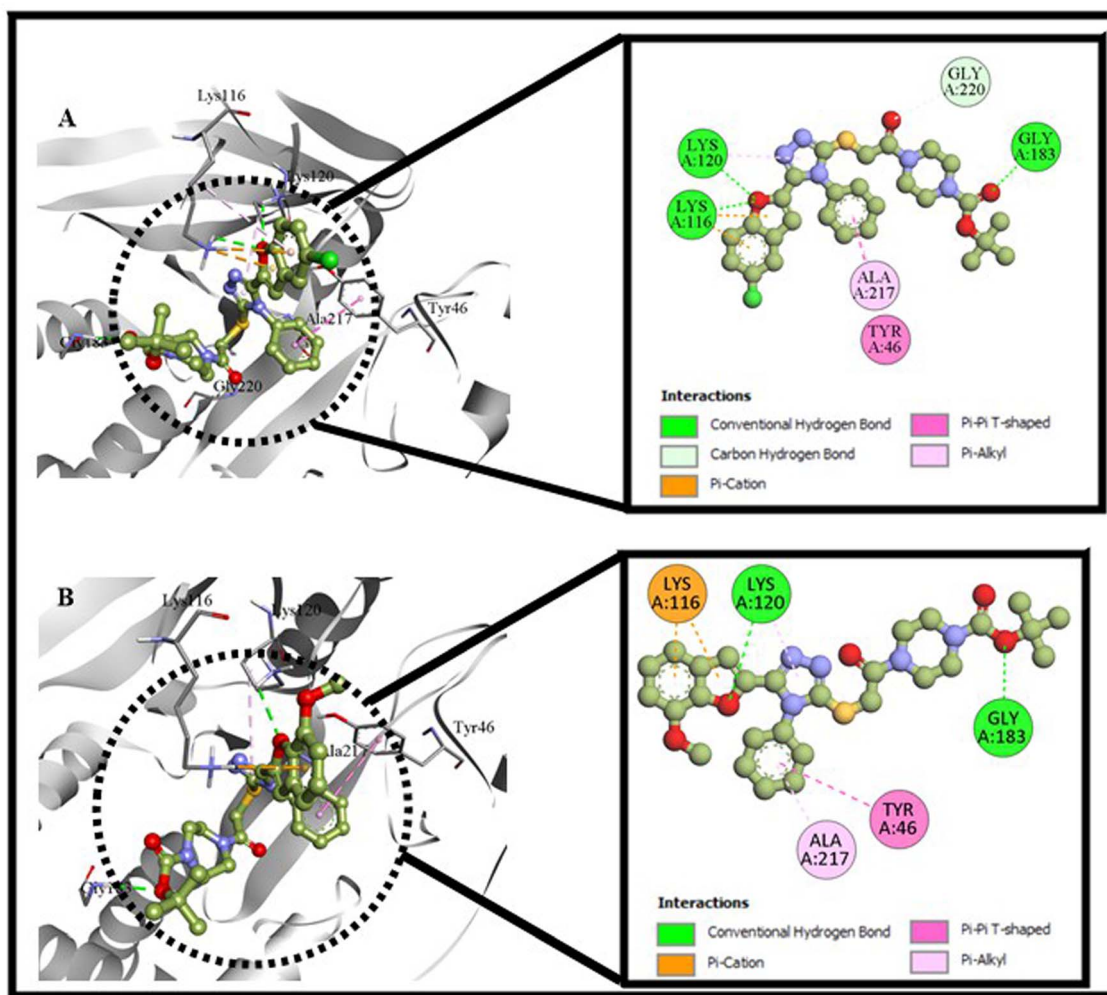 A
Lys116
Lys120
Tyr46
Ala217
Gly183
Gly220
GLY
A:220
LYS
A:120
GLY
A:183
LYS
A:116
ALA
A:217
TYR
A:46
Interactions
Conventional Hydrogen Bond
Carbon Hydrogen Bond
Pi-Cation
Pi-Pi T-shaped
Pi-Alkyl
B
Lys116
Lys120
Tyr46
LYS
A:116
LYS
A:120
GLY
A:183
TYR
A:46
ALA
A:217
Interactions
Conventional Hydrogen Bond
Pi-Cation
Pi-Pi T-shaped
Pi-Alkyl